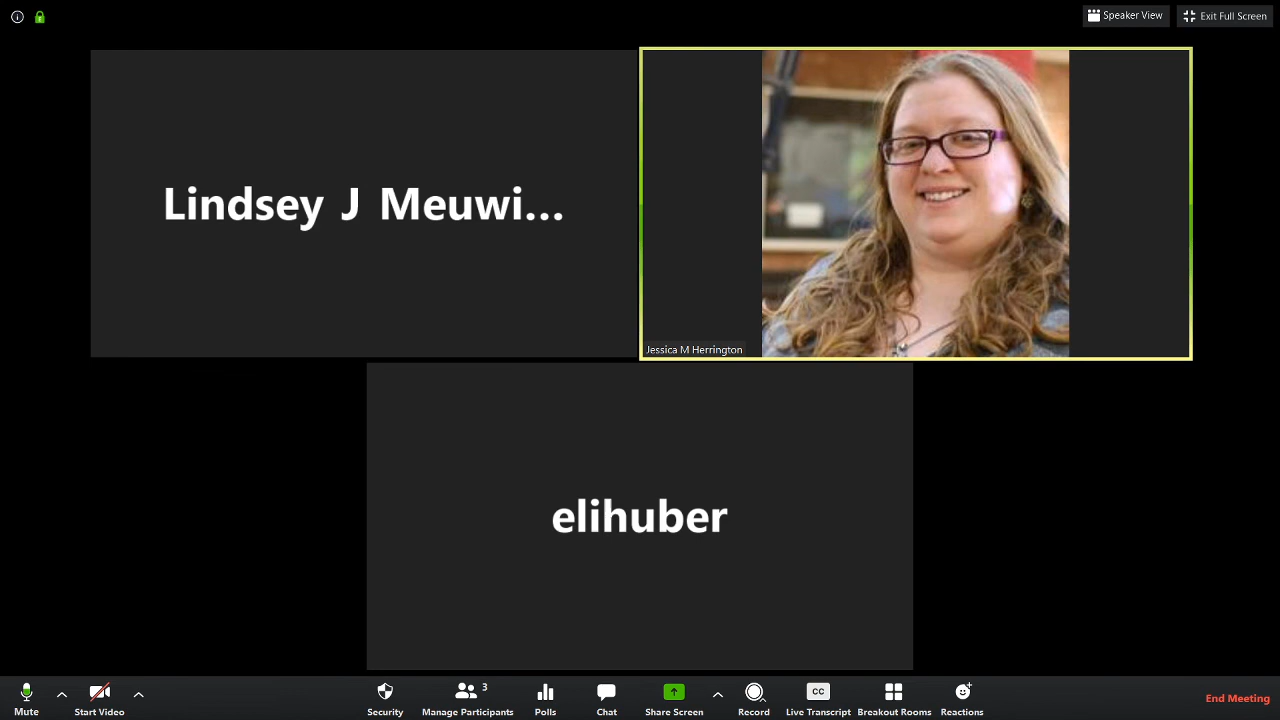 Speaker View
Exit Full Screen
Lindsey J Meuwi...
Jessica M Herrington
elihuber
Mute
Start Video
Security
Manage Participants
3
Polls
Chat
Share Screen
Record
CC
Live Transcript
Breakout Rooms
Reactions
End Meeting